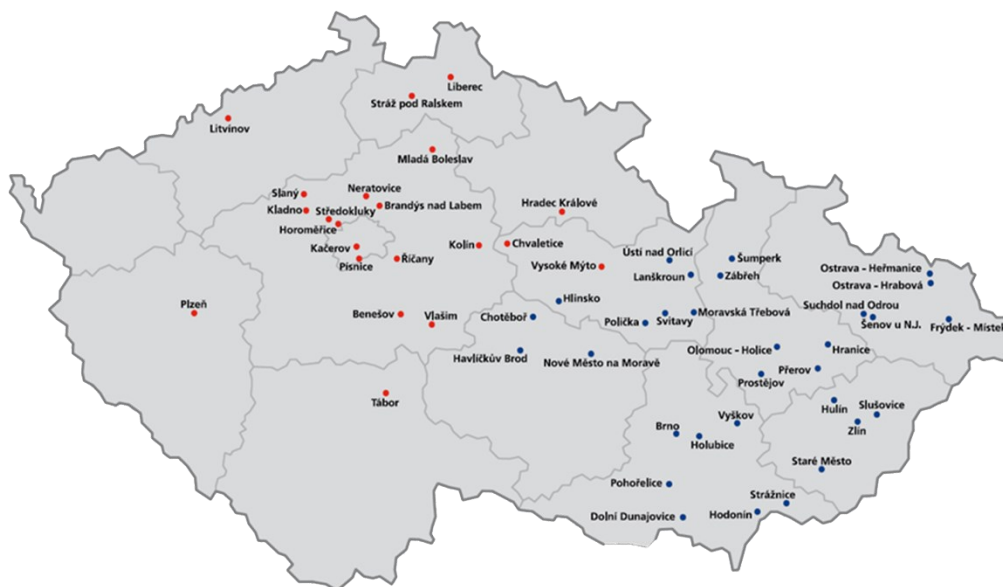 Liberec
Stráž pod Ralskem
Litvínov
Mladá Boleslav
Slaný
Neratovice
Brandýs nad Labem
Kladno
Středokluky
Hradec Králové
Horoměřice
Kačerov
Kolín
Chvaletice
Ústí nad Orlicí
Písnice
Říčany
Vysoké Mýto
Šumperk
Lanškroun
Zábřeh
Ostrava - Heřmanice
Ostrava - Hrabová
Plzeň
Benešov
Vlašim
Hlinsko
Chotěboř
Polička
Svitavy
Moravská Třebová
Suchdol nad Odrou
Šenov u N.J.
Frýdek - Místek
Havlíčkův Brod
Nové Město na Moravě
Olomouc - Holice
Hranice
Přerov
Prostějov
Tábor
Hulín
Slušovice
Vyškov
Zlín
Brno
Holubice
Staré Město
Pohořelice
Strážnice
Dolní Dunajovice
Hodonín